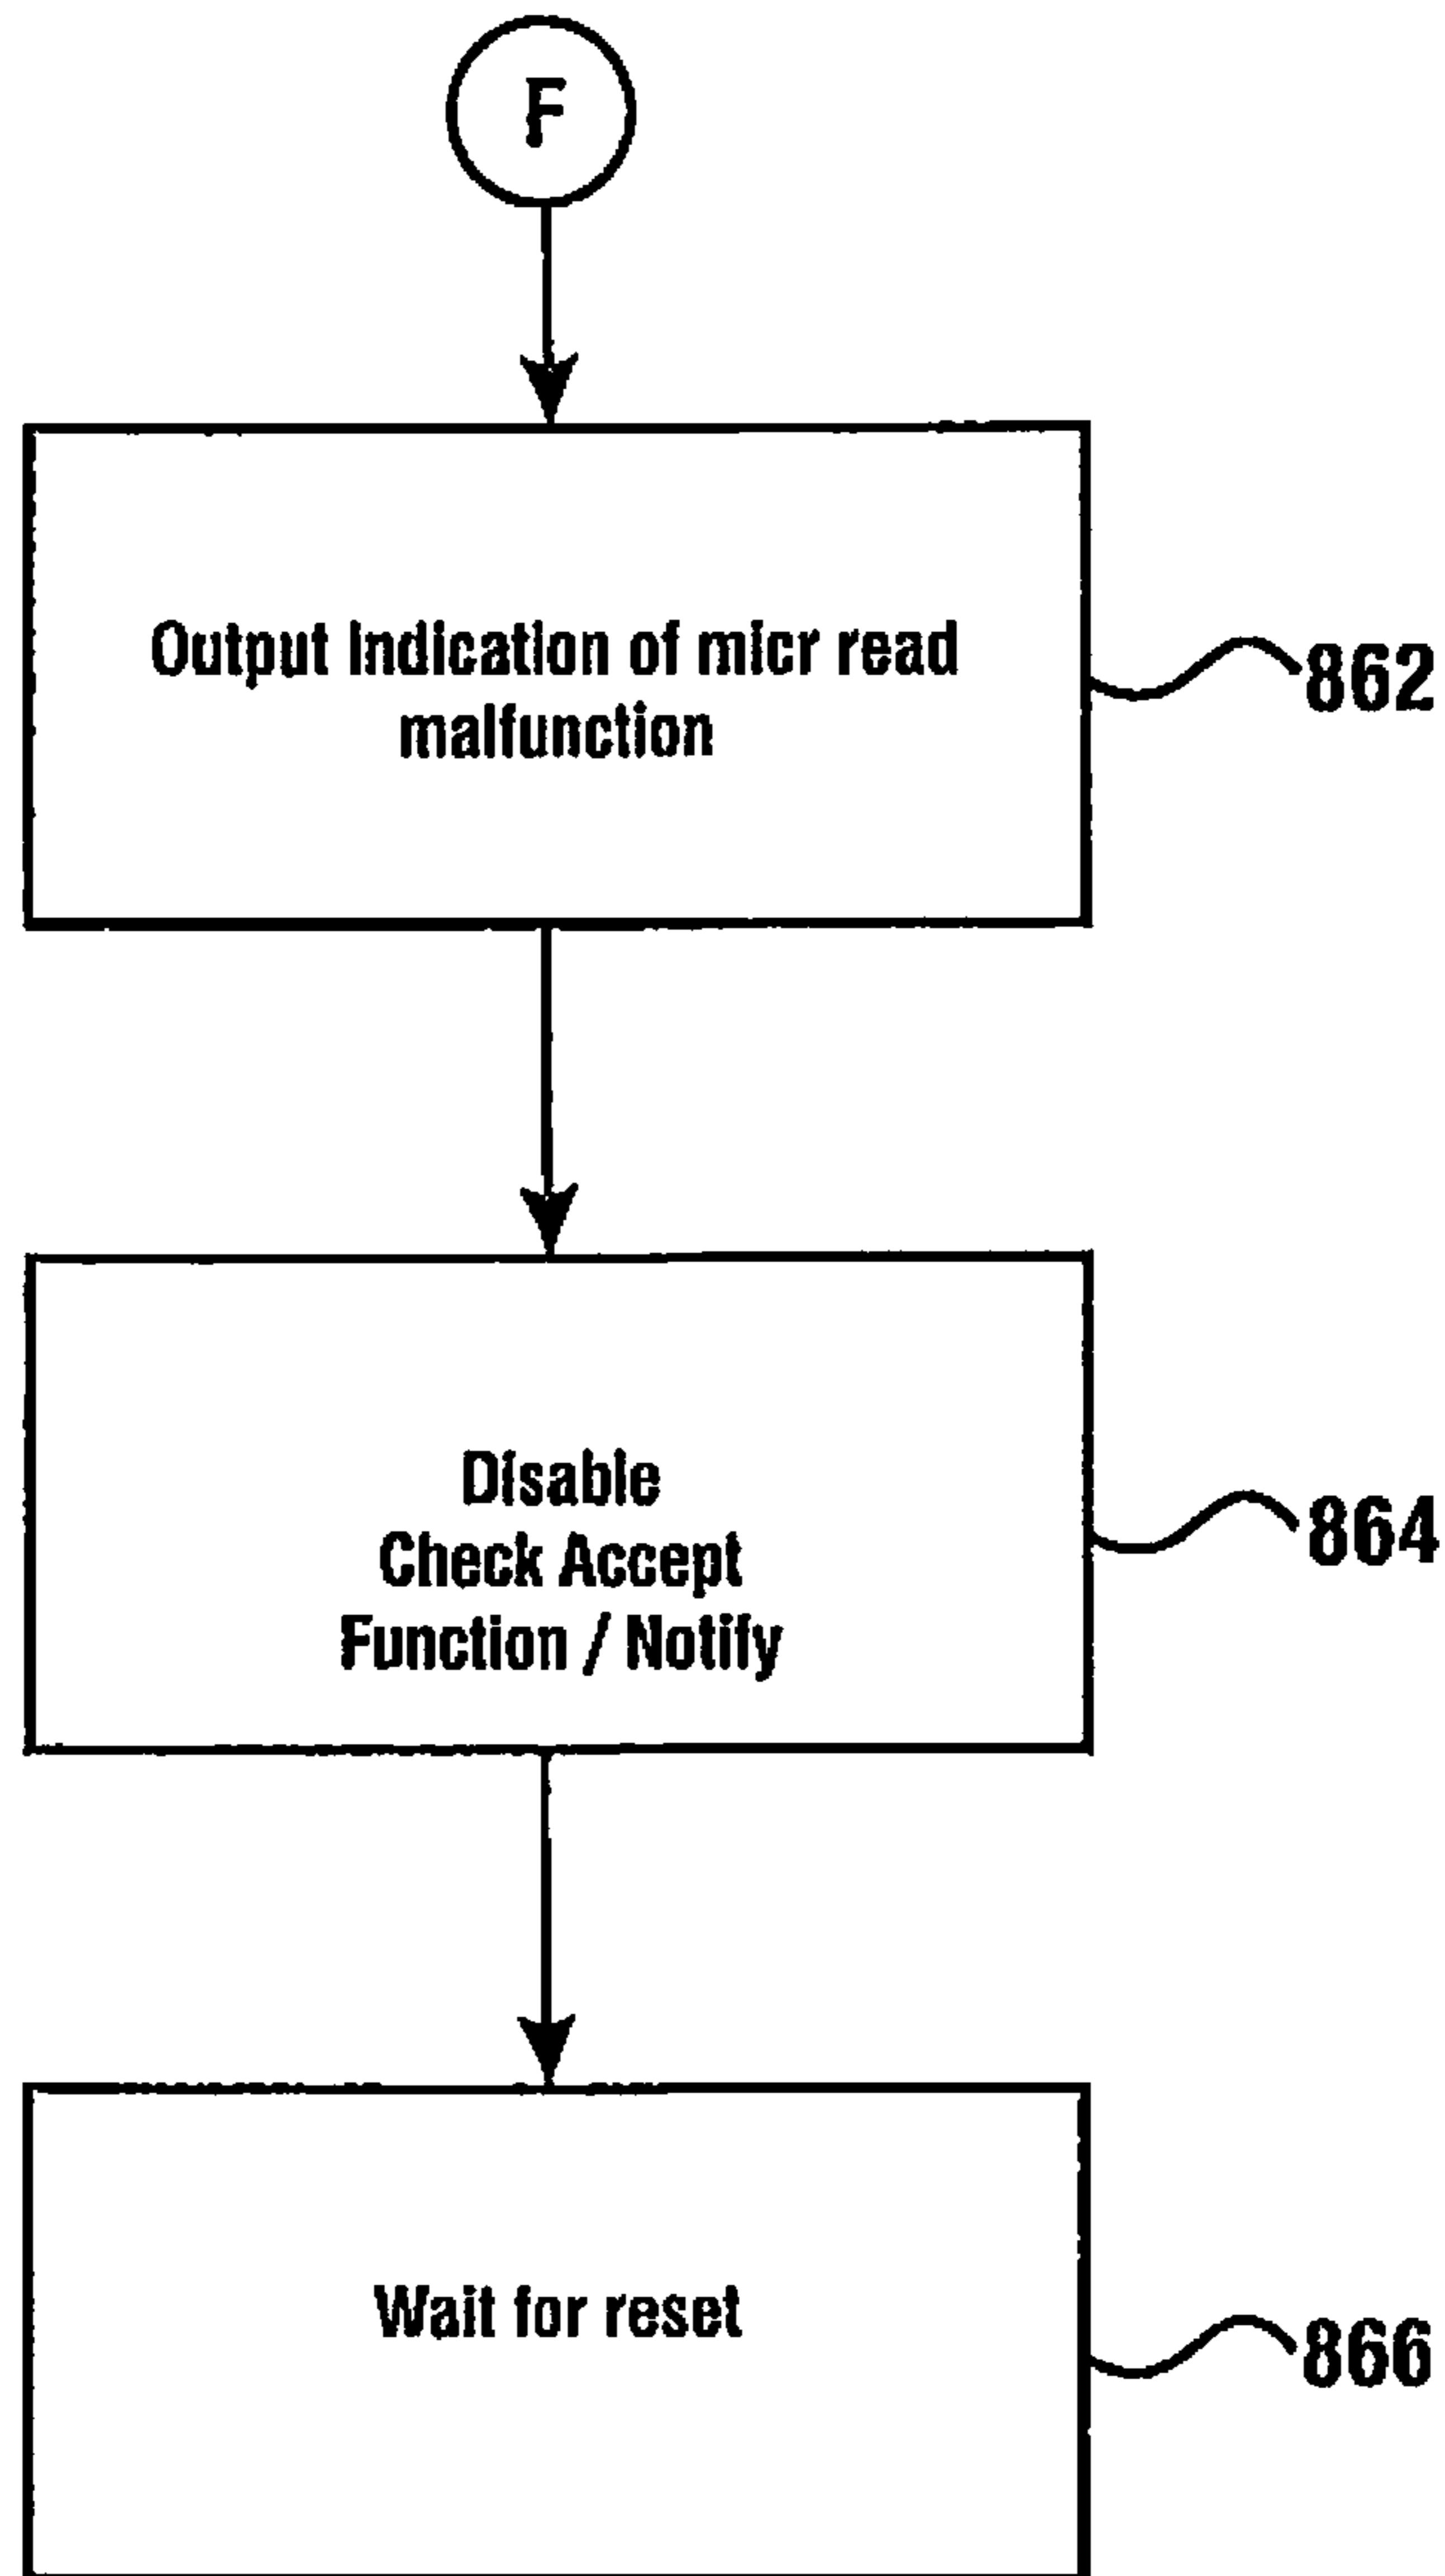 F
Output Indication of micr read
malfunction
862
Disable
Check Accept
Function / Notify
864
Wait for reset
866